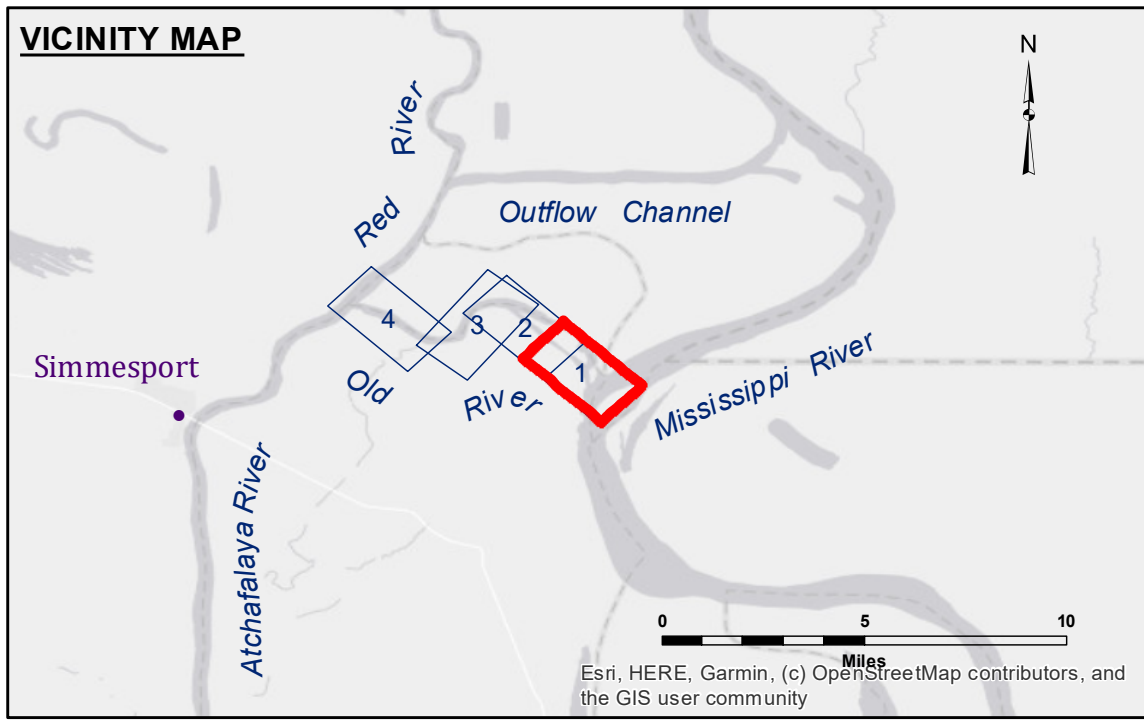 VICINITY MAP
N
Red River
Outflow Channel
4
3
2
1
Simmesport
Old River
Mississippi River
Atchafalaya River
0 5 10
Miles
Esri, HERE, Garmin, (c) OpenStreetMap contributors, and
the GIS user community